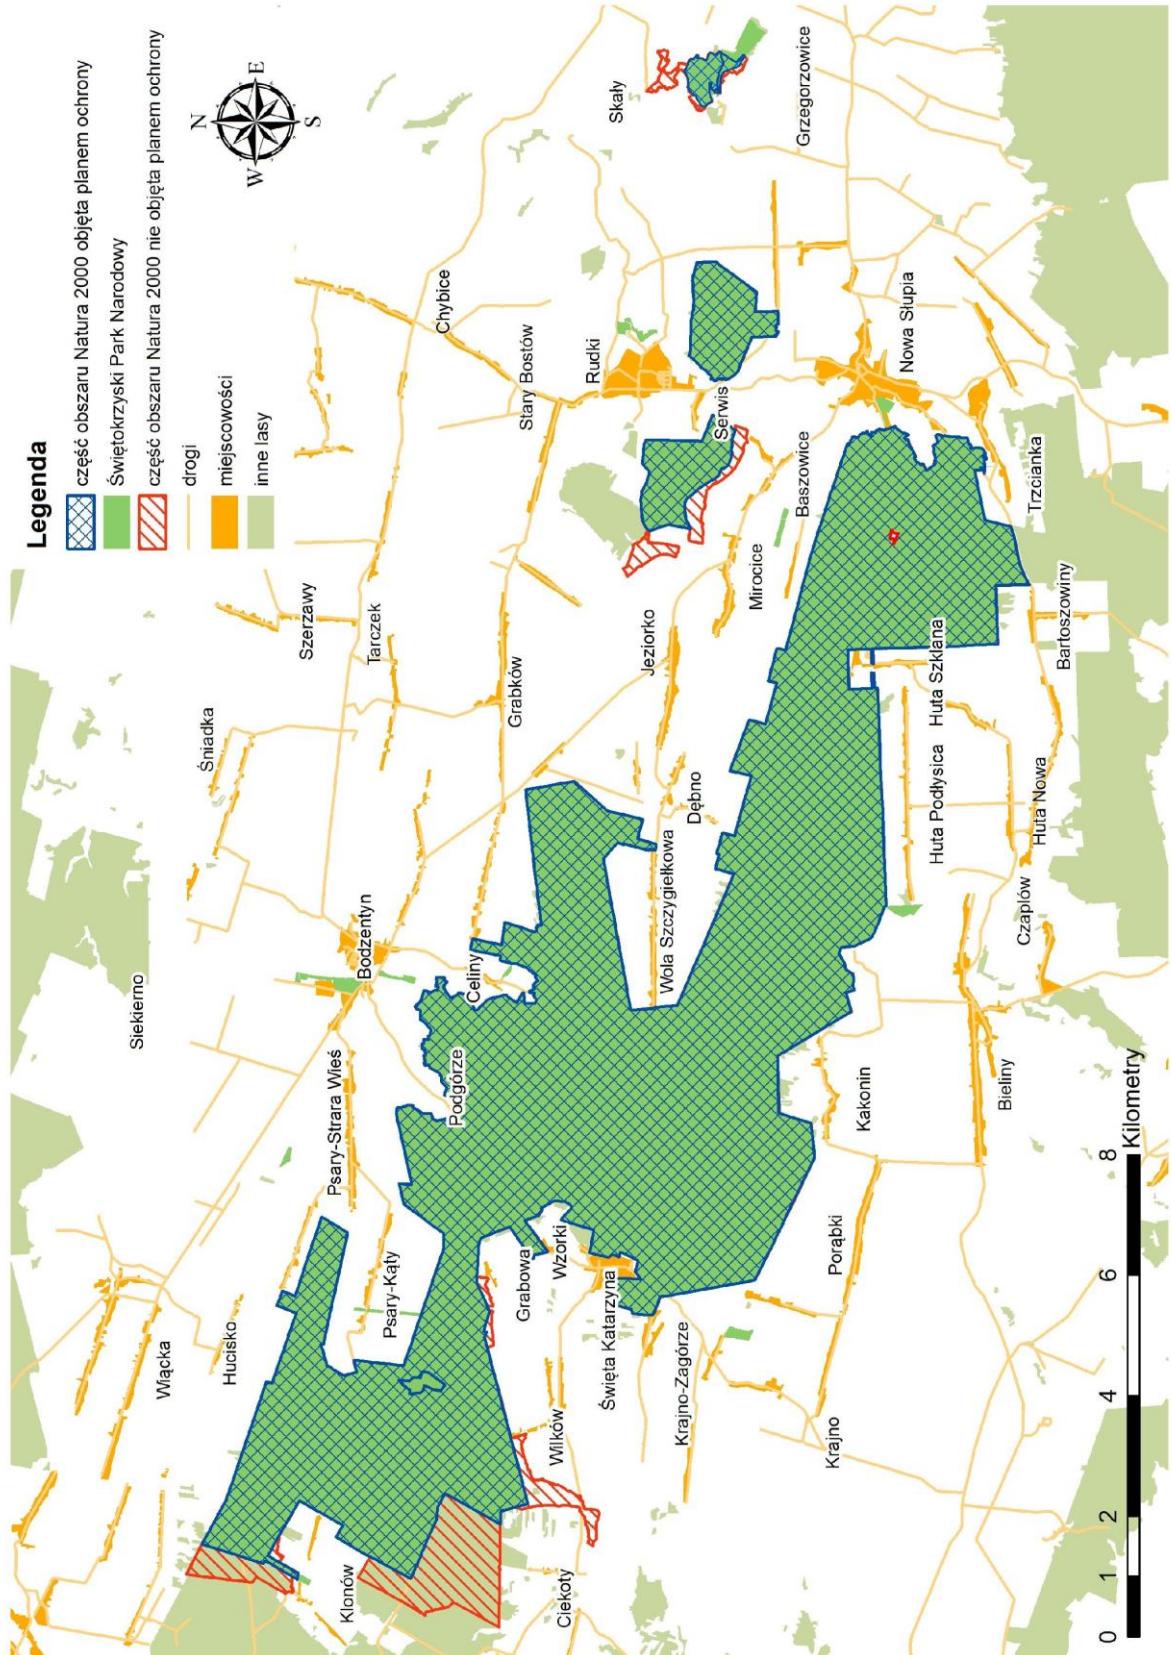 Legenda
część obszaru Natura 2000 objęta planem ochrony
Świętokrzyski Park Narodowy
część obszaru Natura 2000 nie objęta planem ochrony
drogi
miejscowości
inne lasy
N
W
E
S
Siekierno
Śniadka
Szerzawy
Tarczek
Wiącka
Hucisko
Psary-Strara Wieś
Bodzentyn
Chybice
Psary-Kąty
Podgórze
Celiny
Grabków
Stary Bostów
Klonów
Rudki
Skały
Grabowa
Wzorki
Wilków
Ciekoty
Święta Katarzyna
Wola Szczygiełkowa
Dębno
Jeziorko
Serwis
Mirocice
Baszowice
Grzegorzowice
Krajno-Zagórze
Krajno
Porąbki
Kakonin
Nowa Słupia
Huta Podłysica
Huta Szklana
Bieliny
Czaplów
Huta Nowa
Bartoszowiny
Trzcianka
0
1
2
4
6
8
Kilometry